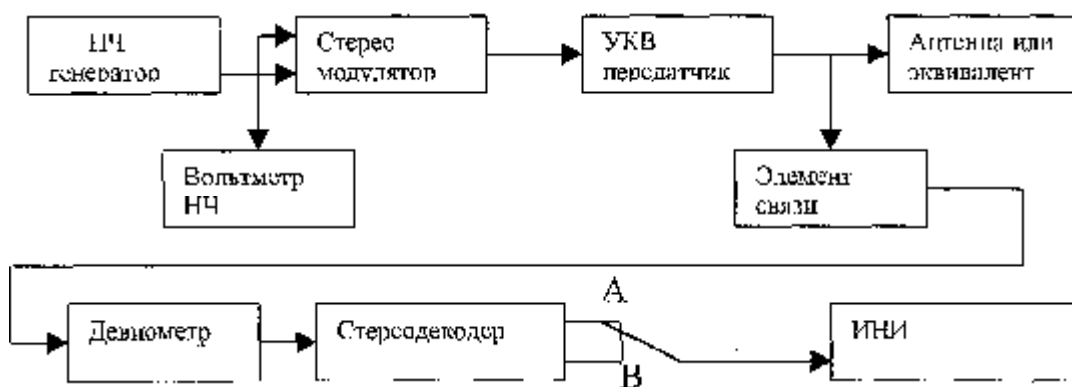 НЧ
генератор
Стерео
модулятор
УКВ
передатчик
Антенна или
эквивалент
Вольтметр
НЧ
Элемент
связи
A
Девиометр
Стереодекодер
B
ИНИ